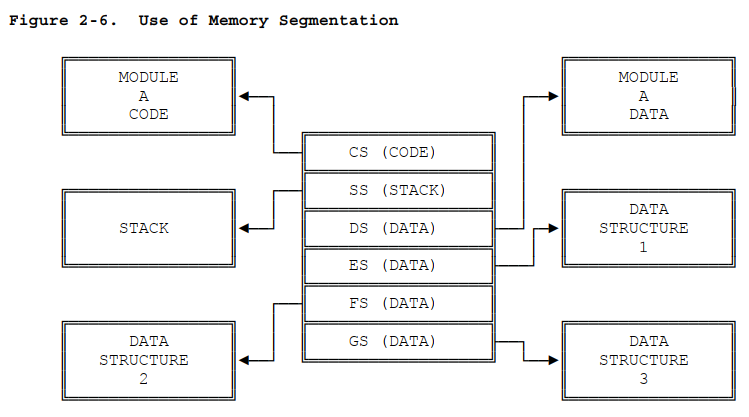 Figure 2-6.  Use of Memory Segmentation
MODULE
A
CODE
MODULE
A
DATA
CS (CODE)
SS (STACK)
DS (DATA)
ES (DATA)
FS (DATA)
GS (DATA)
STACK
DATA
STRUCTURE
1
DATA
STRUCTURE
2
DATA
STRUCTURE
3